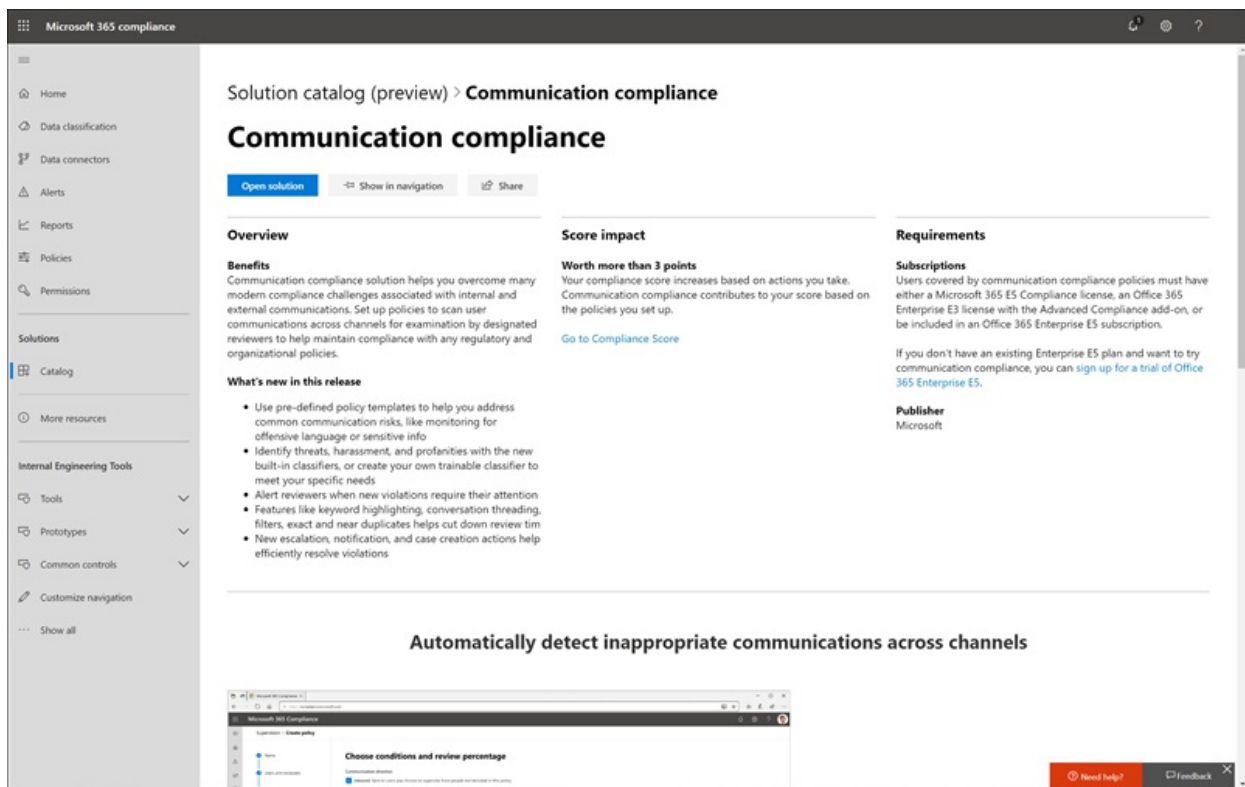 Microsoft 365 compliance
1
?
Home
Data classification
Data connectors
Alerts
Reports
Policies
Permissions
Solutions
Catalog
More resources
Internal Engineering Tools
Tools
Prototypes
Common controls
Customize navigation
Show all
Solution catalog (preview) > Communication compliance
Communication compliance
Open solution
Show in navigation
Share
Overview
Benefits
Communication compliance solution helps you overcome many
modern compliance challenges associated with internal and
external communications. Set up policies to scan user
communications across channels for examination by designated
reviewers to help maintain compliance with any regulatory and
organizational policies.
What's new in this release
• Use pre-defined policy templates to help you address
common communication risks, like monitoring for
offensive language or sensitive info
• Identify threats, harassment, and profanities with the new
built-in classifiers, or create your own trainable classifier to
meet your specific needs
• Alert reviewers when new violations require their attention
• Features like keyword highlighting, conversation threading,
filters, exact and near duplicates helps cut down review tim
• New escalation, notification, and case creation actions help
efficiently resolve violations
Score impact
Worth more than 3 points
Your compliance score increases based on actions you take.
Communication compliance contributes to your score based on
the policies you set up.
Go to Compliance Score
Requirements
Subscriptions
Users covered by communication compliance policies must have
either a Microsoft 365 E5 Compliance license, an Office 365
Enterprise E3 license with the Advanced Compliance add-on, or
be included in an Office 365 Enterprise E5 subscription.
If you don't have an existing Enterprise E5 plan and want to try
communication compliance, you can sign up for a trial of Office
365 Enterprise E5.
Publisher
Microsoft
Automatically detect inappropriate communications across channels
Microsoft 365 Compliance
Microsoft 365 Compliance
Supervision > Create policy
Name
Users and reviewers
Choose conditions and review percentage
Communication direction
Inbound
Need help?
Feedback